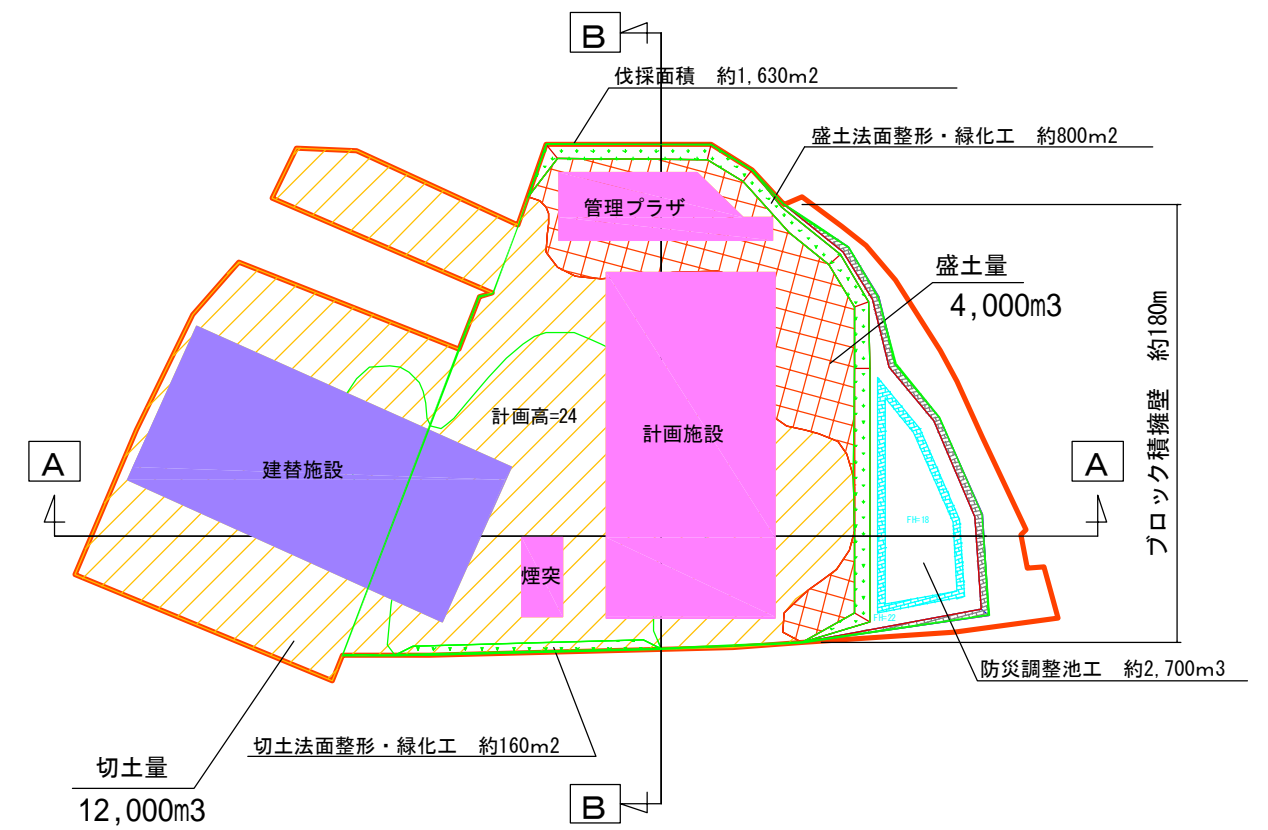 B
伐採面積　約1,630m2
盛土法面整形・緑化工　約800m2
管理プラザ
盛土量
4,000m3
ブロック積擁壁　約180m
計画高=24
計画施設
建替施設
A
A
FH=18
煙突
FH=22
防災調整池工　約2,700m3
切土法面整形・緑化工　約160m2
切土量
12,000m3
B